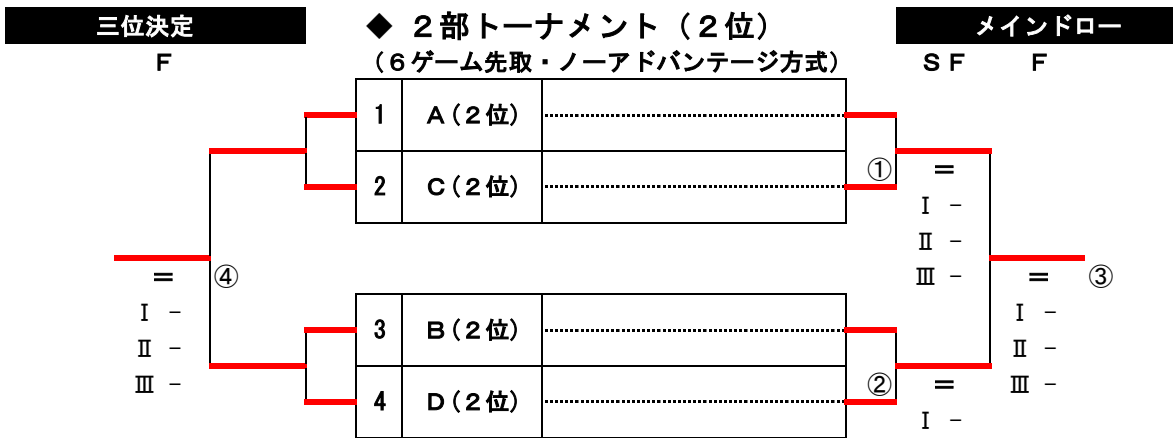 三位決定 ◆ 2部トーナメント（2位） メインドロー
F （6ゲーム先取・ノーアドバンテージ方式） SF F
1 A（2位）
① =
2 C（2位） Ⅰ -
Ⅱ -
Ⅲ -
= ④ = ③
Ⅰ - Ⅰ -
3 B（2位）
Ⅱ - Ⅱ -
Ⅲ - ② = Ⅲ -
4 D（2位）
Ⅰ -